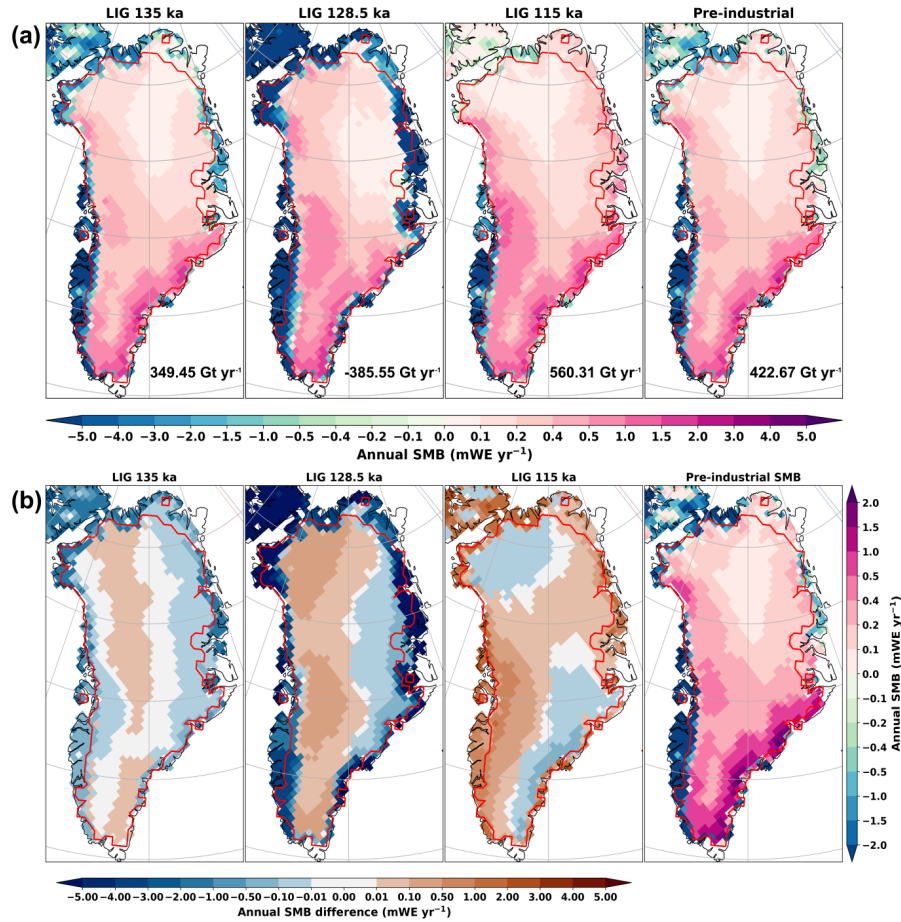 LIG 135 ka LIG 128.5 ka LIG 115 ka Pre-industrial
(a)
349.45 Gt yr⁻¹ -385.55 Gt yr⁻¹ 560.31 Gt yr⁻¹ 422.67 Gt yr⁻¹
−5.0 −4.0 −3.0 −2.0 −1.5 −1.0 −0.5 −0.4 −0.2 −0.1 0.0 0.1 0.2 0.4 0.5 1.0 1.5 2.0 3.0 4.0 5.0
Annual SMB (mWE yr⁻¹)
LIG 135 ka LIG 128.5 ka LIG 115 ka Pre-industrial SMB
(b)
2.0
1.5
1.0
0.5
0.4
0.2
0.1
0.0
−0.1
−0.2
−0.4
−0.5
−1.0
−1.5
−2.0
Annual SMB (mWE yr⁻¹)
−5.00 −4.00 −3.00 −2.00 −1.00 −0.50 −0.10 −0.01 0.00 0.01 0.10 0.50 1.00 2.00 3.00 4.00 5.00
Annual SMB difference (mWE yr⁻¹)